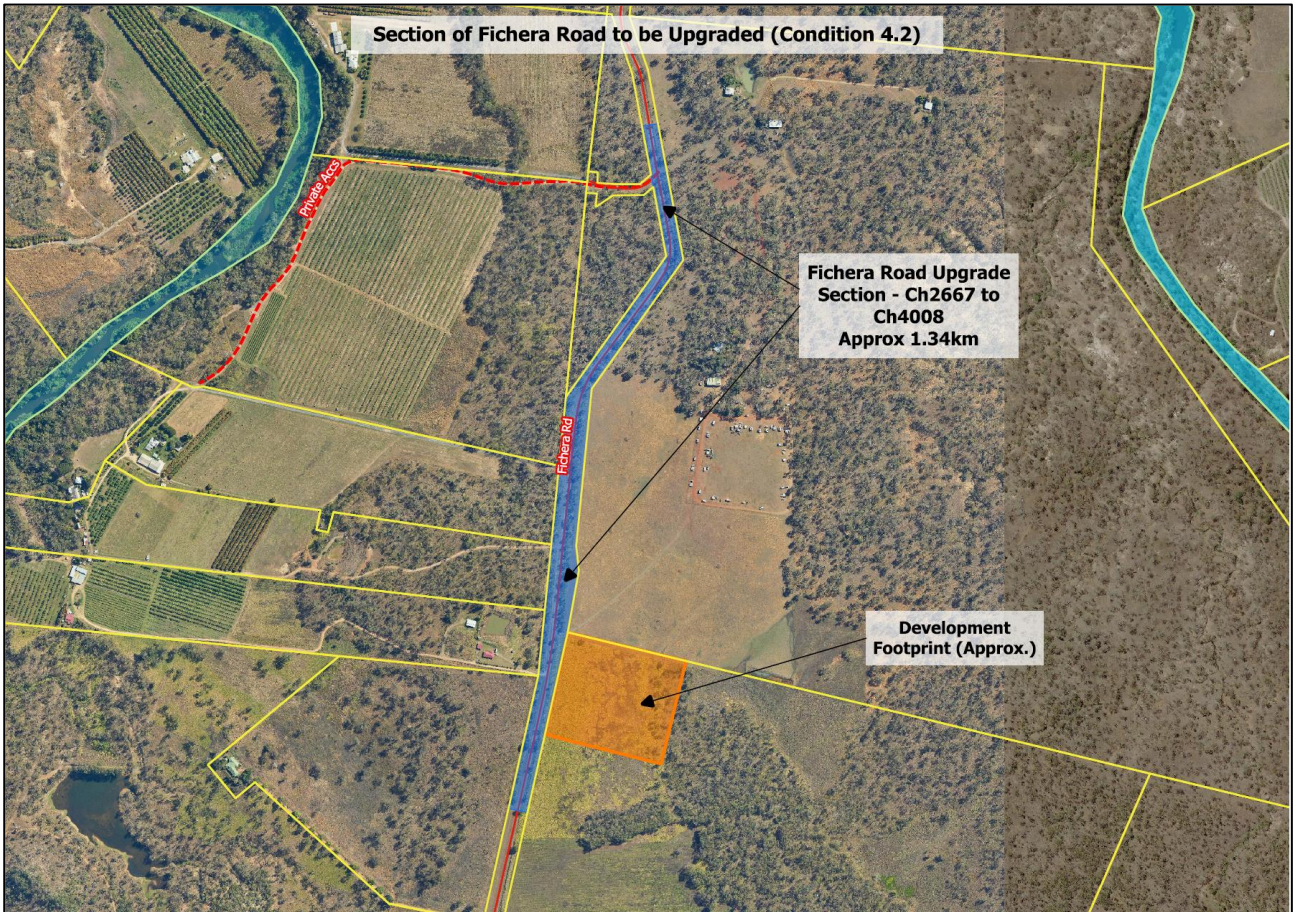 Section of Fichera Road to be Upgraded (Condition 4.2)
Private Accs
Fichera Road Upgrade
Section - Ch2667 to
Ch4008
Approx 1.34km
Fichera Rd
Development
Footprint (Approx.)